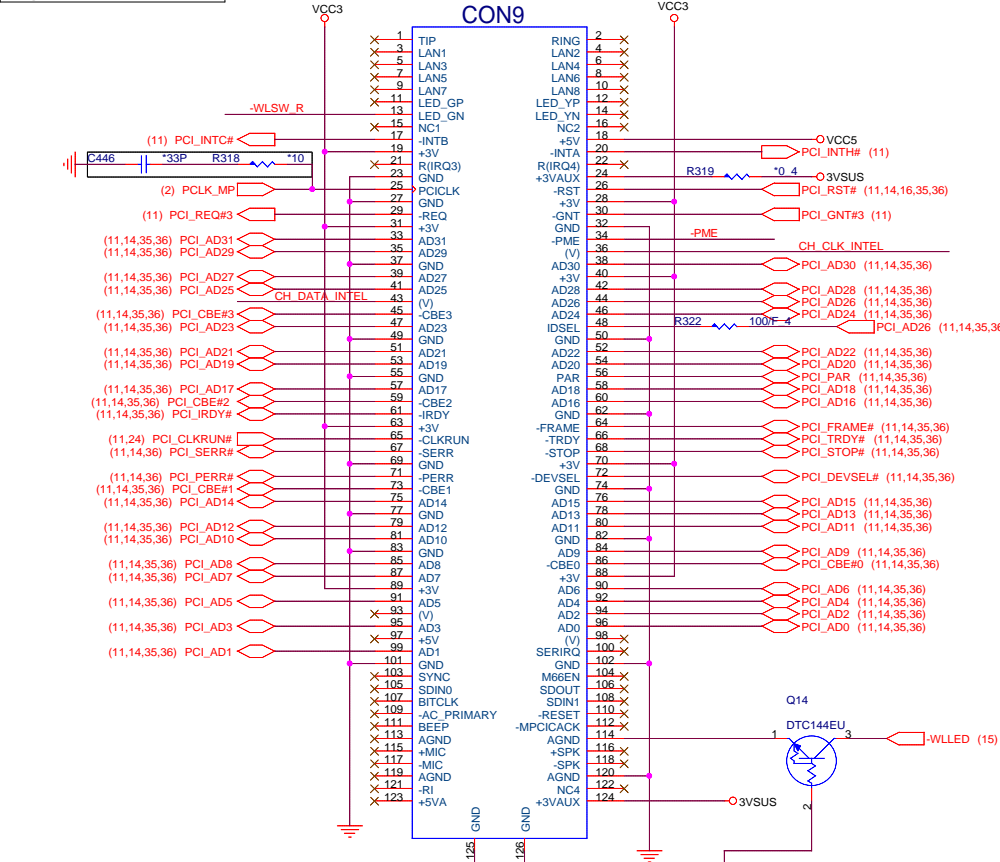 VCC3 CON9 VCC3
1 TIP RING 2
3 LAN1 LAN2 4
5 LAN3 LAN4 6
7 LAN5 LAN6 8
9 LAN7 LAN8 10
11 LED_GP LED_YP 12
-WLSW_R 13 LED_GN LED_YN 14
15 NC1 NC2 16
(11) PCI_INTC# 17 -INTB +5V 18 VCC5
19 +3V -INTA 20 PCI_INTH# (11)
C446 *33P R318 *10 21 R(IRQ3) R(IRQ4) 22
23 GND +3VAUX 24 R319 *0_4 3VSUS
(2) PCLK_MP 25 PCICLK -RST 26 PCI_RST# (11,14,16,35,36)
27 GND +3V 28
(11) PCI_REQ#3 29 -REQ -GNT 30 PCI_GNT#3 (11)
31 +3V GND 32
(11,14,35,36) PCI_AD31 33 AD31 -PME 34 -PME
(11,14,35,36) PCI_AD29 35 AD29 (V) 36 CH_CLK_INTEL
37 GND AD30 38 PCI_AD30 (11,14,35,36)
(11,14,35,36) PCI_AD27 39 AD27 +3V 40
(11,14,35,36) PCI_AD25 41 AD25 AD28 42 PCI_AD28 (11,14,35,36)
CH_DATA_INTEL 43 (V) AD26 44 PCI_AD26 (11,14,35,36)
(11,14,35,36) PCI_CBE#3 45 -CBE3 AD24 46 PCI_AD24 (11,14,35,36)
(11,14,35,36) PCI_AD23 47 AD23 IDSEL 48 R322 100/F_4 PCI_AD26 (11,14,35,36
49 GND GND 50
(11,14,35,36) PCI_AD21 51 AD21 AD22 52 PCI_AD22 (11,14,35,36)
(11,14,35,36) PCI_AD19 53 AD19 AD20 54 PCI_AD20 (11,14,35,36)
55 GND PAR 56 PCI_PAR (11,14,35,36)
(11,14,35,36) PCI_AD17 57 AD17 AD18 58 PCI_AD18 (11,14,35,36)
(11,14,35,36) PCI_CBE#2 59 -CBE2 AD16 60 PCI_AD16 (11,14,35,36)
(11,14,35,36) PCI_IRDY# 61 -IRDY GND 62
63 +3V -FRAME 64 PCI_FRAME# (11,14,35,36)
(11,24) PCI_CLKRUN# 65 -CLKRUN -TRDY 66 PCI_TRDY# (11,14,35,36)
(11,14,36) PCI_SERR# 67 -SERR -STOP 68 PCI_STOP# (11,14,35,36)
69 GND +3V 70
(11,14,36) PCI_PERR# 71 -PERR -DEVSEL 72 PCI_DEVSEL# (11,14,35,36)
(11,14,35,36) PCI_CBE#1 73 -CBE1 GND 74
(11,14,35,36) PCI_AD14 75 AD14 AD15 76 PCI_AD15 (11,14,35,36)
77 GND AD13 78 PCI_AD13 (11,14,35,36)
(11,14,35,36) PCI_AD12 79 AD12 AD11 80 PCI_AD11 (11,14,35,36)
(11,14,35,36) PCI_AD10 81 AD10 GND 82
83 GND AD9 84 PCI_AD9 (11,14,35,36)
(11,14,35,36) PCI_AD8 85 AD8 -CBE0 86 PCI_CBE#0 (11,14,35,36)
(11,14,35,36) PCI_AD7 87 AD7 +3V 88
89 +3V AD6 90 PCI_AD6 (11,14,35,36)
(11,14,35,36) PCI_AD5 91 AD5 AD4 92 PCI_AD4 (11,14,35,36)
93 (V) AD2 94 PCI_AD2 (11,14,35,36)
(11,14,35,36) PCI_AD3 95 AD3 AD0 96 PCI_AD0 (11,14,35,36)
97 +5V (V) 98
(11,14,35,36) PCI_AD1 99 AD1 SERIRQ 100
101 GND GND 102
103 SYNC M66EN 104
105 SDIN0 SDOUT 106
107 BITCLK SDIN1 108
109 -AC_PRIMARY -RESET 110
111 BEEP -MPCICACK 112
113 AGND AGND 114
115 +MIC +SPK 116
117 -MIC -SPK 118
119 AGND AGND 120
121 -RI NC4 122
123 +5VA +3VAUX 124 3VSUS
Q14
DTC144EU
1 3 -WLLED (15)
2
GND GND
125 126